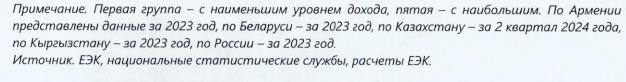 Примечание. Первая группа – с наименьшим уровнем дохода, пятая – с наибольшим. По Армении
представлены данные за 2023 год, по Беларуси – за 2023 год, по Казахстану – за 2 квартал 2024 года,
по Кыргызстану – за 2023 год, по России – за 2023 год.
Источник. ЕЭК, национальные статистические службы, расчеты ЕЭК.